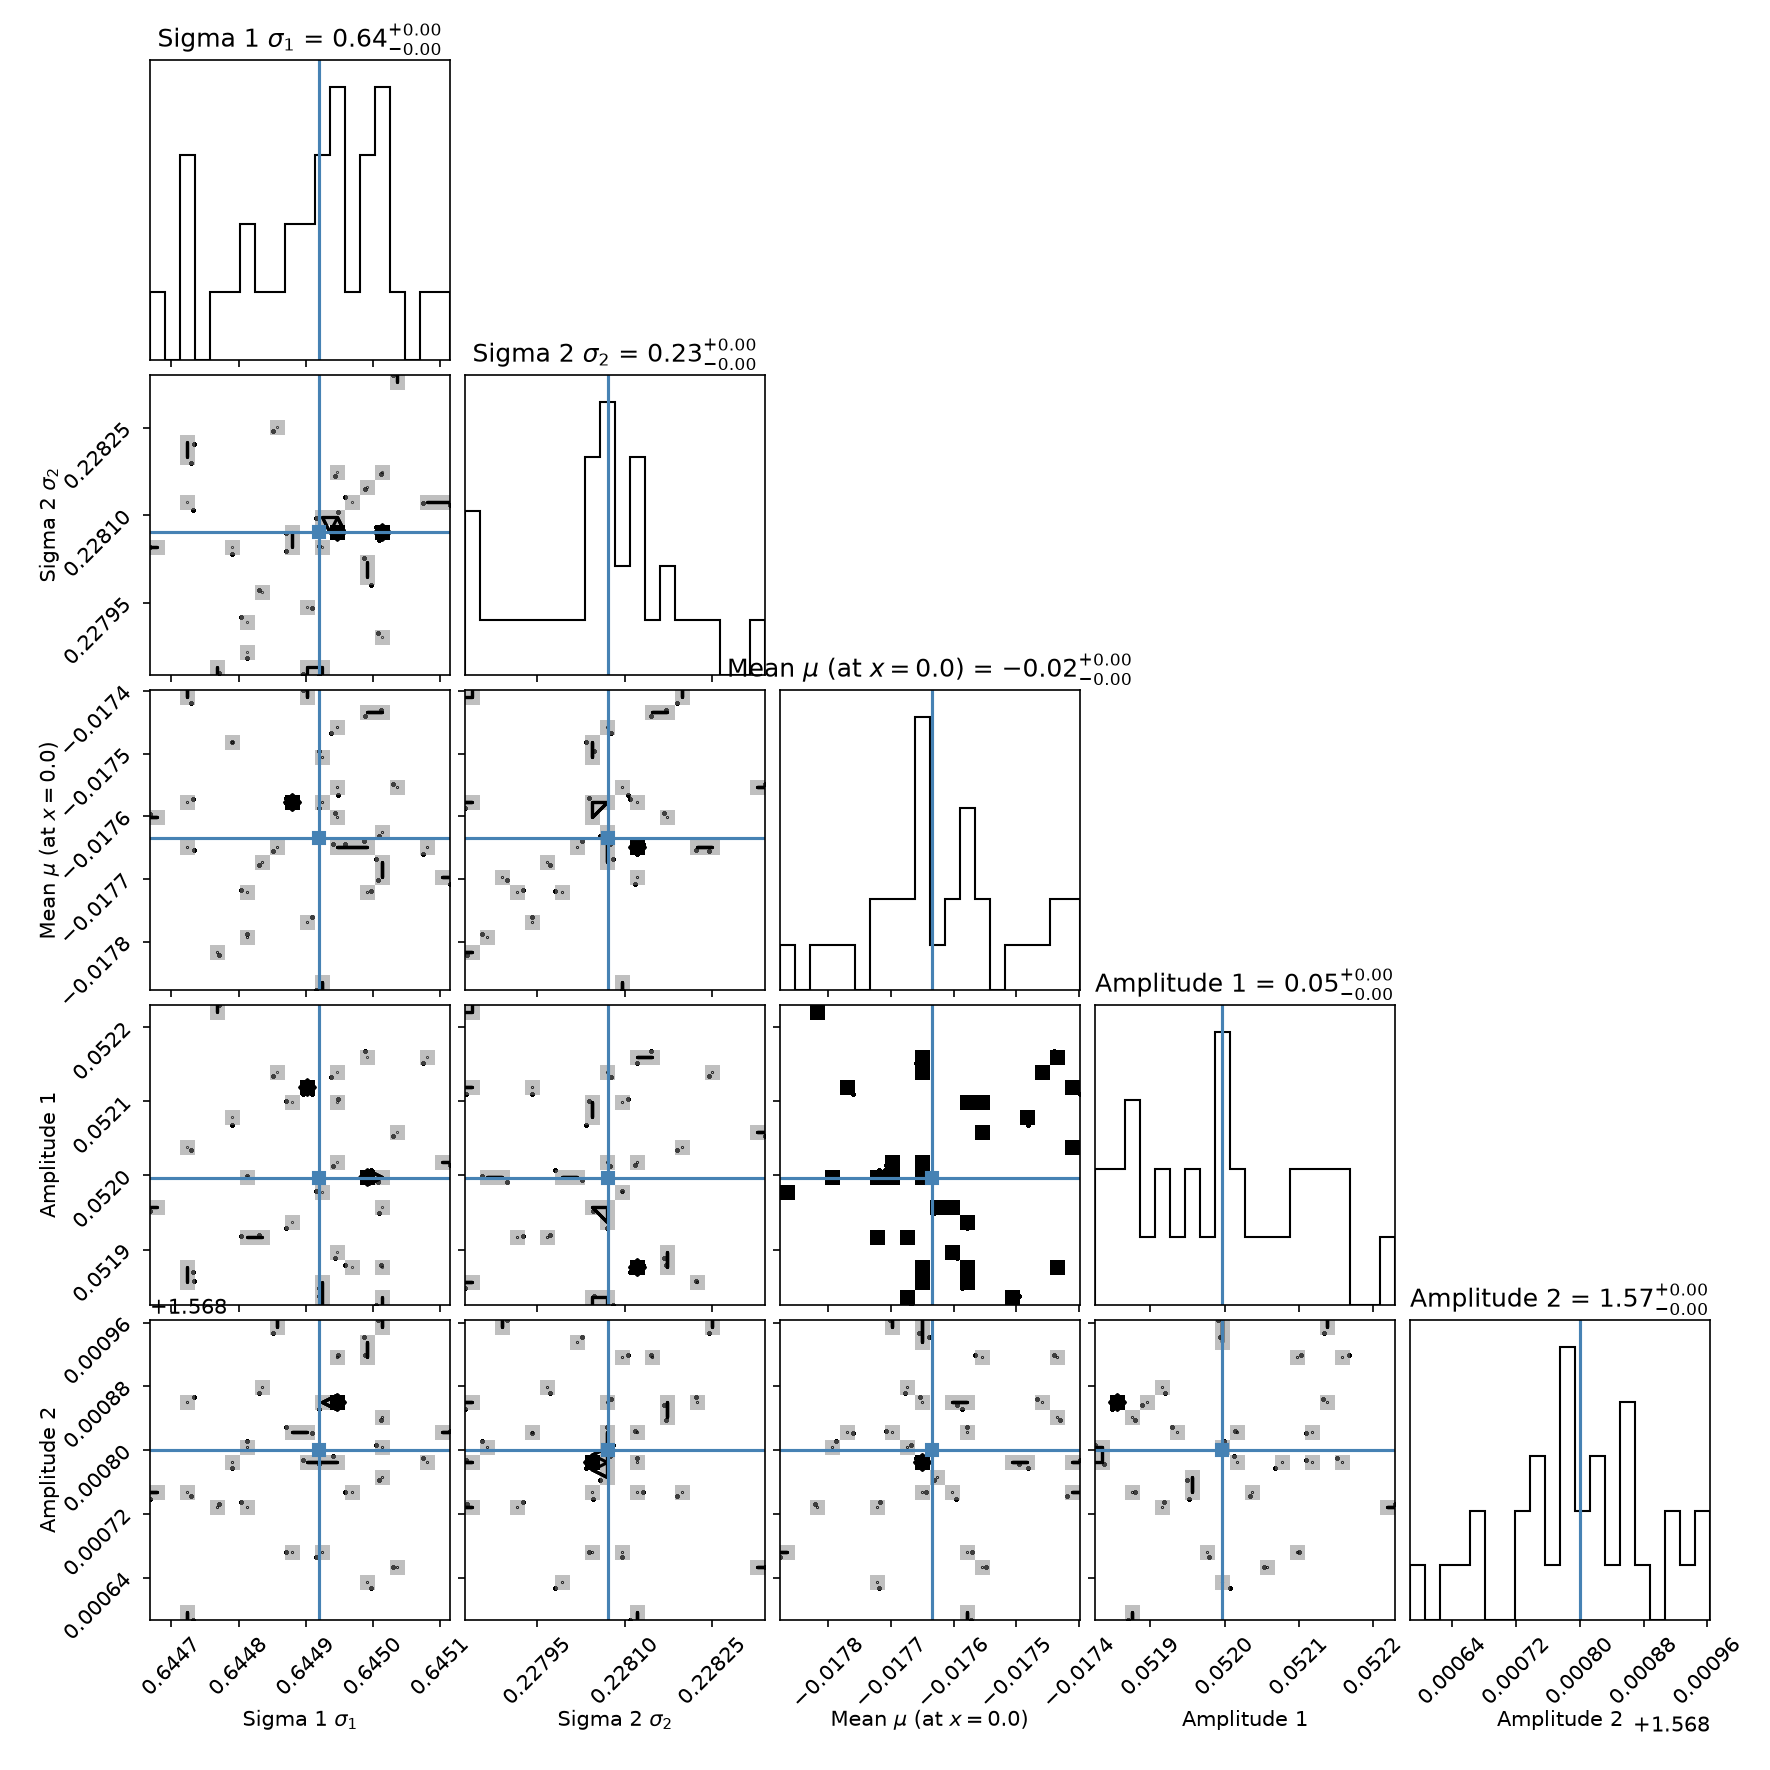 Sigma 1 σ₁ = 0.64 +0.00 −0.00
Sigma 2 σ₂ = 0.23 +0.00 −0.00
Sigma 2 σ₂
0.22825
0.22810
0.22795
Mean μ (at x = 0.0) = −0.02 +0.00 −0.00
Mean μ (at x = 0.0)
−0.0174
−0.0175
−0.0176
−0.0177
−0.0178
Amplitude 1 = 0.05 +0.00 −0.00
Amplitude 1
0.0522
0.0521
0.0520
0.0519
Amplitude 2 = 1.57 +0.00 −0.00
+1.568
Amplitude 2
0.00096
0.00088
0.00080
0.00072
0.00064
0.6447 0.6448 0.6449 0.6450 0.6451
0.22795 0.22810 0.22825
−0.0178 −0.0177 −0.0176 −0.0175 −0.0174
0.0519 0.0520 0.0521 0.0522
0.00064 0.00072 0.00080 0.00088 0.00096
Sigma 1 σ₁
Sigma 2 σ₂
Mean μ (at x = 0.0)
Amplitude 1
Amplitude 2
+1.568